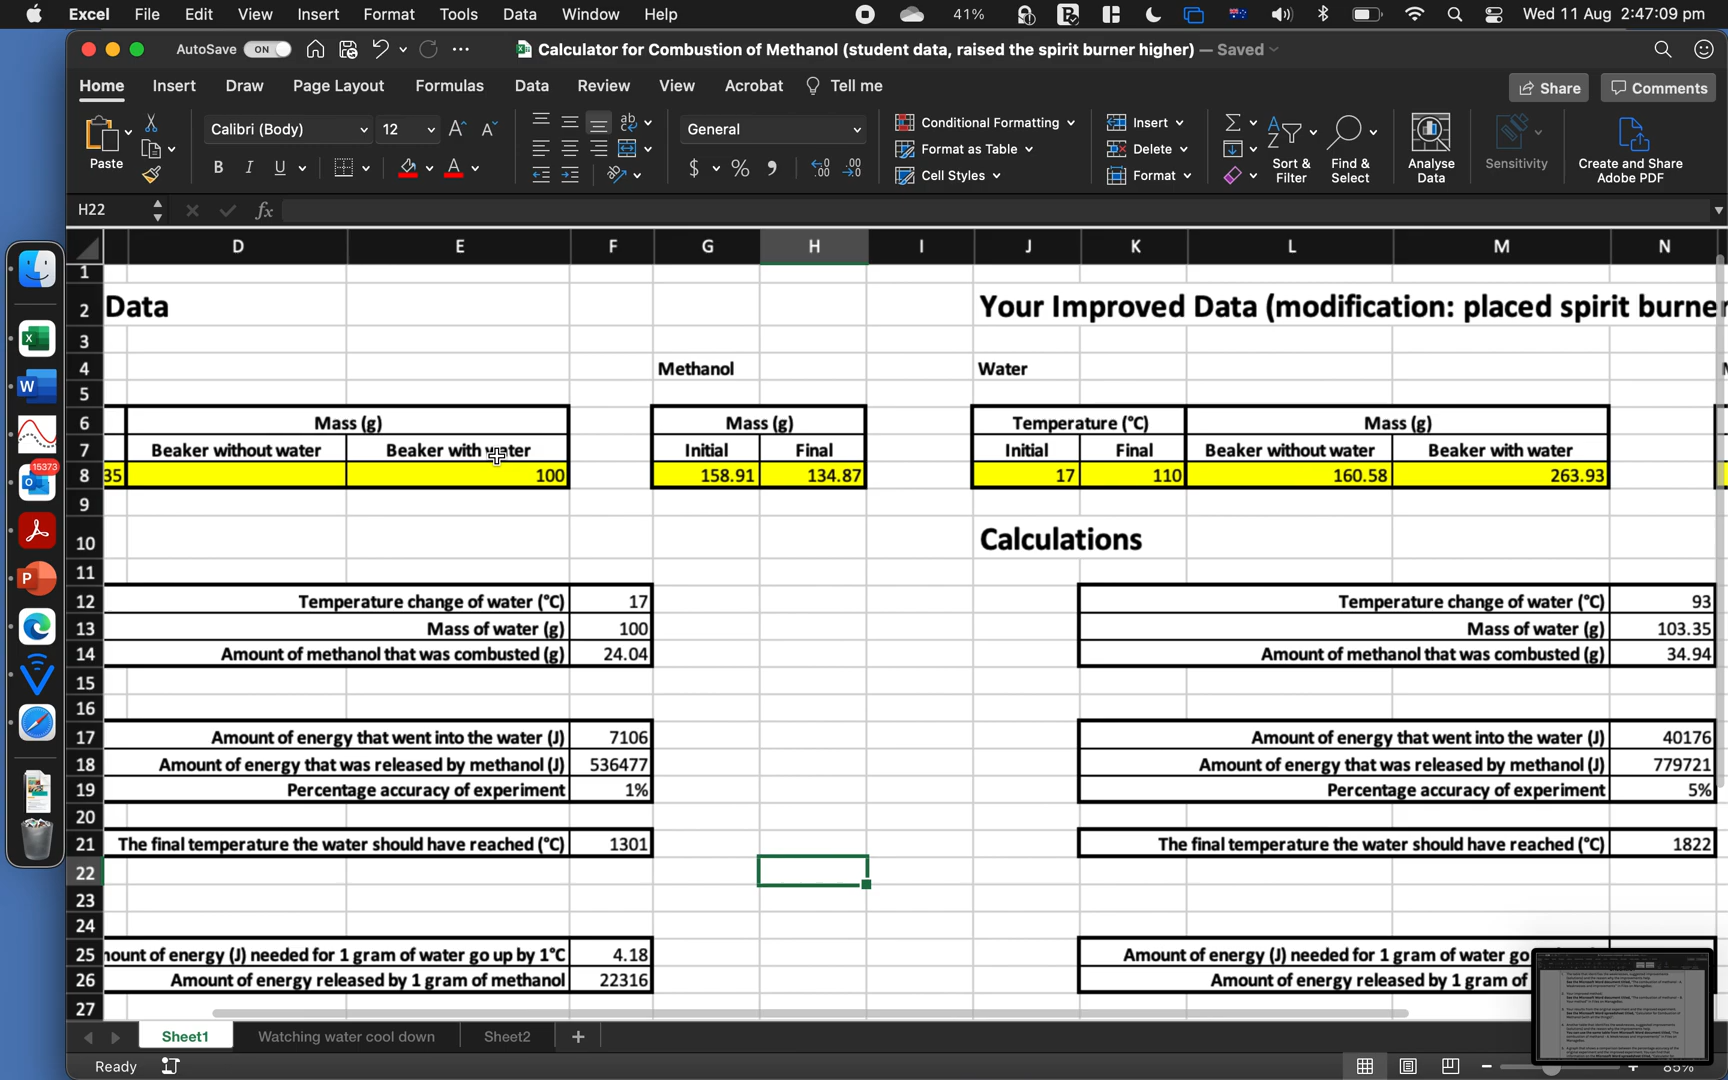 Excel File Edit View Insert Format Tools Data Window Help 41% Wed 11 Aug 2:47:09 pm
AutoSave ON Calculator for Combustion of Methanol (student data, raised the spirit burner higher) — Saved
Home Insert Draw Page Layout Formulas Data Review View Acrobat Tell me Share Comments
Paste Calibri (Body) 12 General Conditional Formatting Format as Table Cell Styles Insert Delete Format Sort & Filter Find & Select Analyse Data Sensitivity Create and Share Adobe PDF
H22 fx
D E F G H I J K L M N
1
2 Data Your Improved Data (modification: placed spirit burner
3
4 Methanol Water
5
6 Mass (g) Mass (g) Temperature (°C) Mass (g)
7 Beaker without water Beaker with water Initial Final Initial Final Beaker without water Beaker with water
8 35 100 158.91 134.87 17 110 160.58 263.93
9
10 Calculations
11
12 Temperature change of water (°C) 17 Temperature change of water (°C) 93
13 Mass of water (g) 100 Mass of water (g) 103.35
14 Amount of methanol that was combusted (g) 24.04 Amount of methanol that was combusted (g) 34.94
15
16
17 Amount of energy that went into the water (J) 7106 Amount of energy that went into the water (J) 40176
18 Amount of energy that was released by methanol (J) 536477 Amount of energy that was released by methanol (J) 779721
19 Percentage accuracy of experiment 1% Percentage accuracy of experiment 5%
20
21 The final temperature the water should have reached (°C) 1301 The final temperature the water should have reached (°C) 1822
22
23
24
25 nount of energy (J) needed for 1 gram of water go up by 1°C 4.18 Amount of energy (J) needed for 1 gram of water go
26 Amount of energy released by 1 gram of methanol 22316 Amount of energy released by 1 gram of
27
Sheet1 Watching water cool down Sheet2 +
Ready 85%
15373